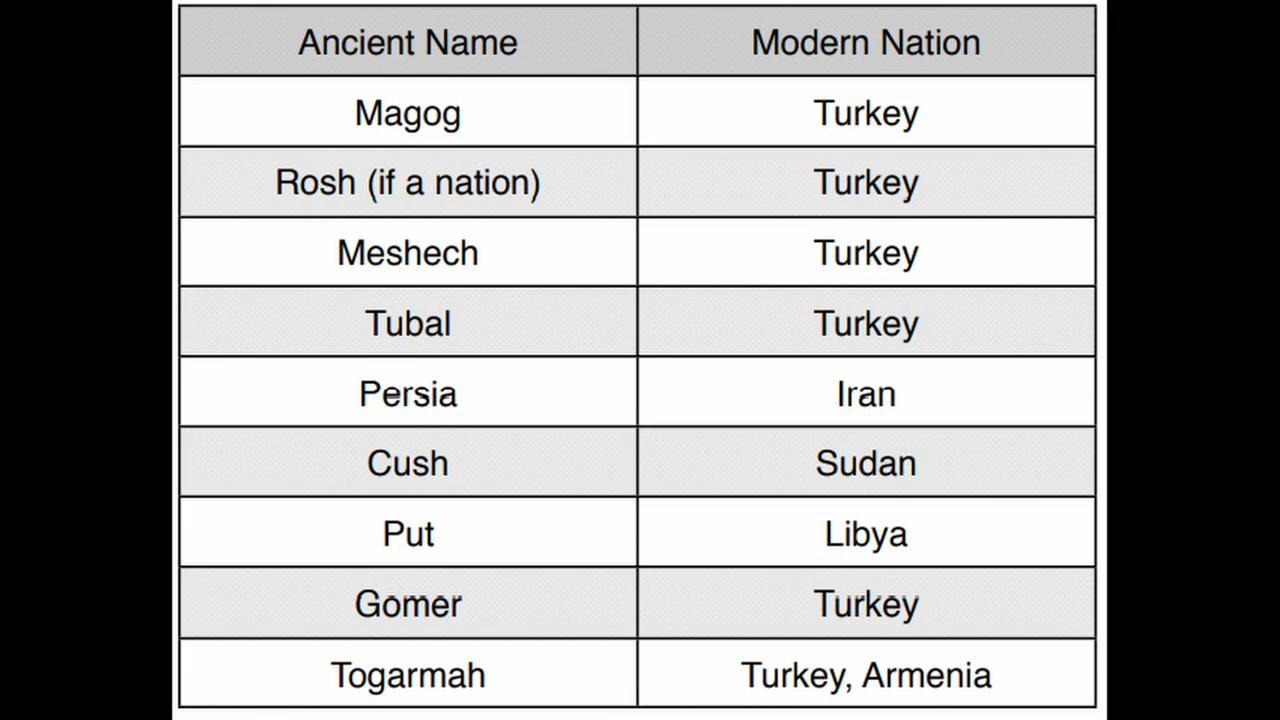 Ancient Name Modern Nation
Magog Turkey
Rosh (if a nation) Turkey
Meshech Turkey
Tubal Turkey
Persia Iran
Cush Sudan
Put Libya
Gomer Turkey
Togarmah Turkey, Armenia